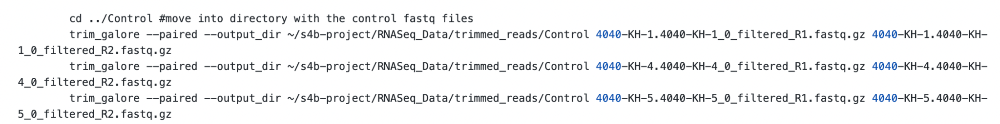 cd ../Control #move into directory with the control fastq files
trim_galore --paired --output_dir ~/s4b-project/RNASeq_Data/trimmed_reads/Control 4040-KH-1.4040-KH-1_0_filtered_R1.fastq.gz 4040-KH-1.4040-KH-
1_0_filtered_R2.fastq.gz
trim_galore --paired --output_dir ~/s4b-project/RNASeq_Data/trimmed_reads/Control 4040-KH-4.4040-KH-4_0_filtered_R1.fastq.gz 4040-KH-4.4040-KH-
4_0_filtered_R2.fastq.gz
trim_galore --paired --output_dir ~/s4b-project/RNASeq_Data/trimmed_reads/Control 4040-KH-5.4040-KH-5_0_filtered_R1.fastq.gz 4040-KH-5.4040-KH-
5_0_filtered_R2.fastq.gz